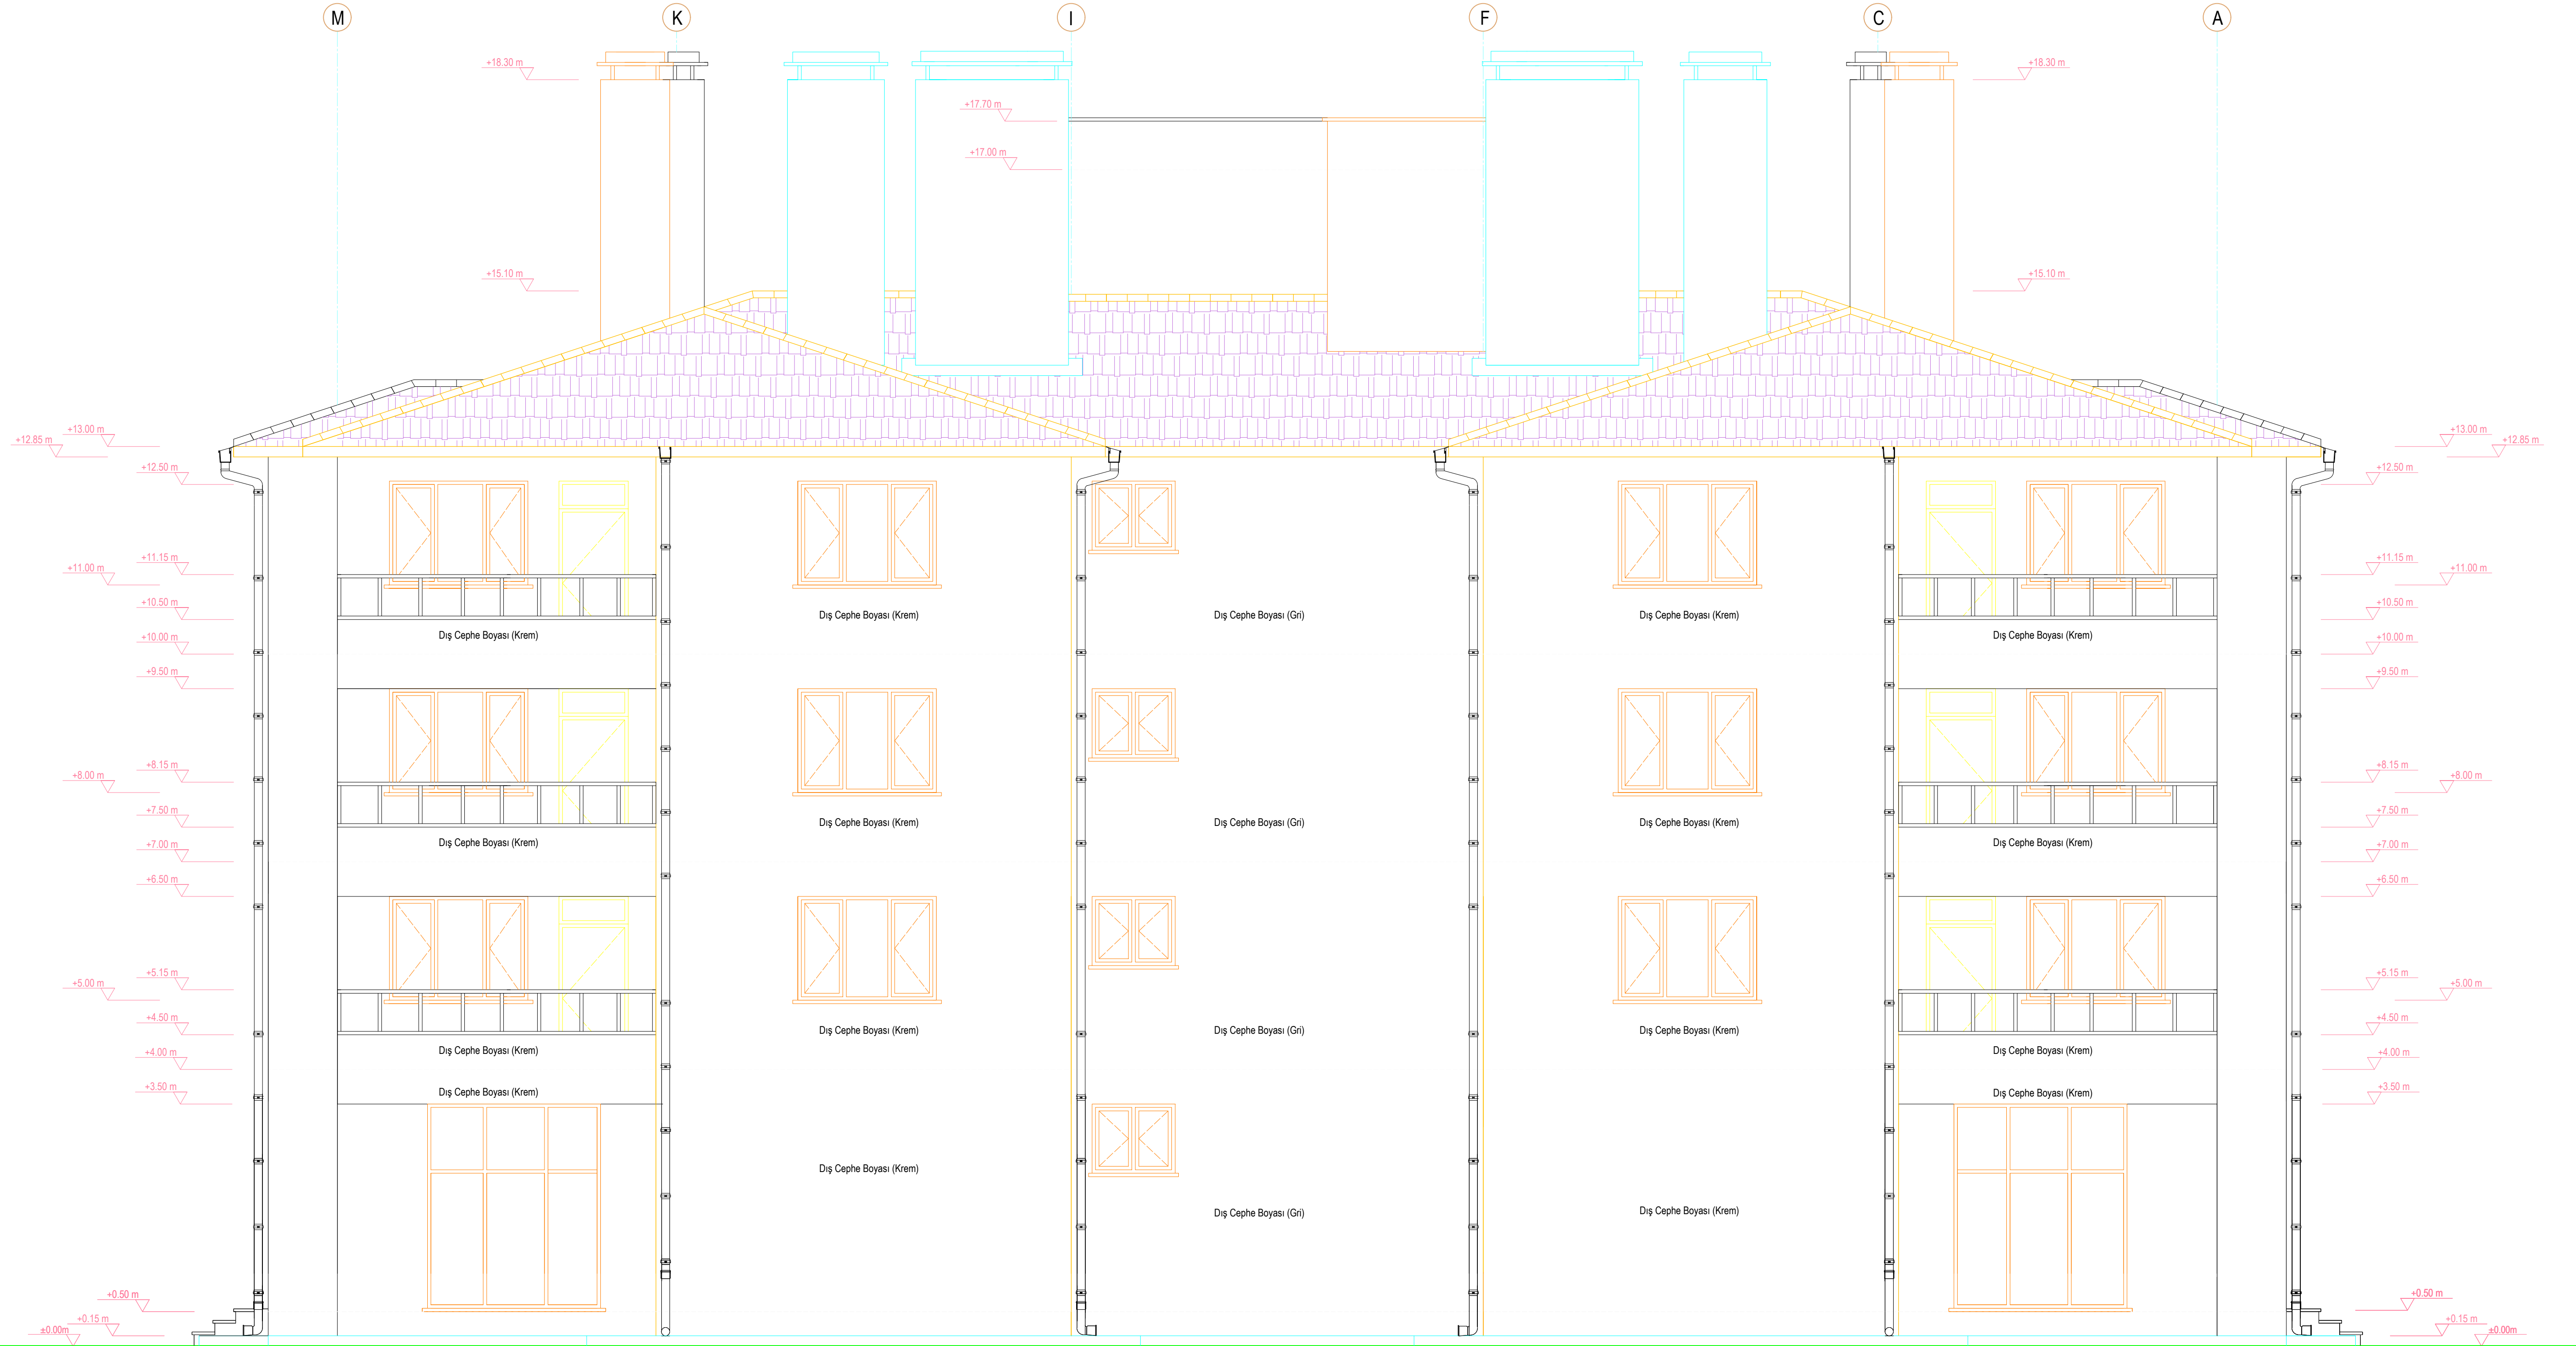 M K I F C A
+18.30 m +18.30 m
+17.70 m
+17.00 m
+15.10 m +15.10 m
+13.00 m +13.00 m
+12.85 m +12.85 m
+12.50 m +12.50 m
+11.15 m +11.15 m
+11.00 m +11.00 m
+10.50 m +10.50 m
Dış Cephe Boyası (Krem) Dış Cephe Boyası (Gri) Dış Cephe Boyası (Krem)
Dış Cephe Boyası (Krem) Dış Cephe Boyası (Krem)
+10.00 m +10.00 m
+9.50 m +9.50 m
+8.15 m +8.15 m
+8.00 m +8.00 m
+7.50 m +7.50 m
Dış Cephe Boyası (Krem) Dış Cephe Boyası (Gri) Dış Cephe Boyası (Krem)
Dış Cephe Boyası (Krem) Dış Cephe Boyası (Krem)
+7.00 m +7.00 m
+6.50 m +6.50 m
+5.15 m +5.15 m
+5.00 m +5.00 m
+4.50 m +4.50 m
Dış Cephe Boyası (Krem) Dış Cephe Boyası (Gri) Dış Cephe Boyası (Krem)
Dış Cephe Boyası (Krem) Dış Cephe Boyası (Krem)
+4.00 m +4.00 m
+3.50 m +3.50 m
Dış Cephe Boyası (Krem) Dış Cephe Boyası (Krem)
Dış Cephe Boyası (Krem)
Dış Cephe Boyası (Gri) Dış Cephe Boyası (Krem)
+0.50 m +0.50 m
+0.15 m +0.15 m
±0.00m ±0.00m